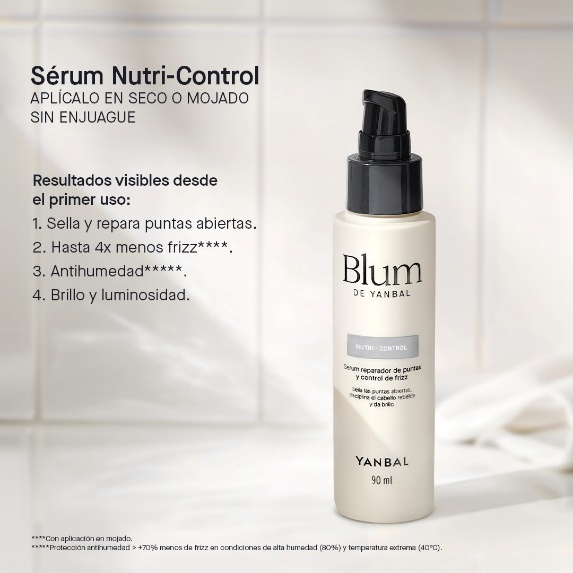 Sérum Nutri-Control
APLÍCALO EN SECO O MOJADO
SIN ENJUAGUE
Resultados visibles desde
el primer uso:
1. Sella y repara puntas abiertas.
2. Hasta 4x menos frizz****.
3. Antihumedad*****.
4. Brillo y luminosidad.
Blum
DE YANBAL
NUTRI-CONTROL
Sérum reparador de puntas
y control de frizz
Sella las puntas abiertas,
disciplina el cabello rebelde
y da brillo
YANBAL
90 ml
****Con aplicación en mojado.
*****Protección antihumedad > +70% menos de frizz en condiciones de alta humedad (80%) y temperatura extrema (40°C).